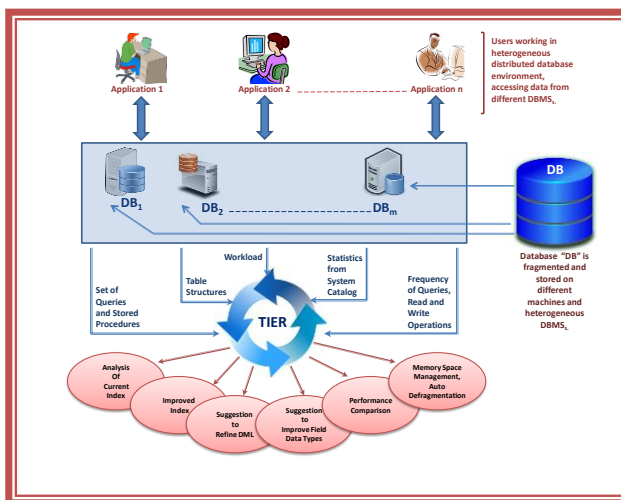 Application 1
Application 2
Application n
Users working in
heterogeneous
distributed database
environment,
accessing data from
different DBMSs.
DB1
DB2
DBm
DB
Database “DB” is
fragmented and
stored on
different
machines and
heterogeneous
DBMSs.
Set of
Queries
and Stored
Procedures
Table
Structures
Workload
Statistics
from
System
Catalog
Frequency
of Queries,
Read and
Write
Operations
TIER
Analysis
Of
Current
Index
Improved
Index
Suggestion
to
Refine DML
Suggestion
to
Improve Field
Data Types
Performance
Comparison
Memory Space
Management,
Auto
Defragmentation